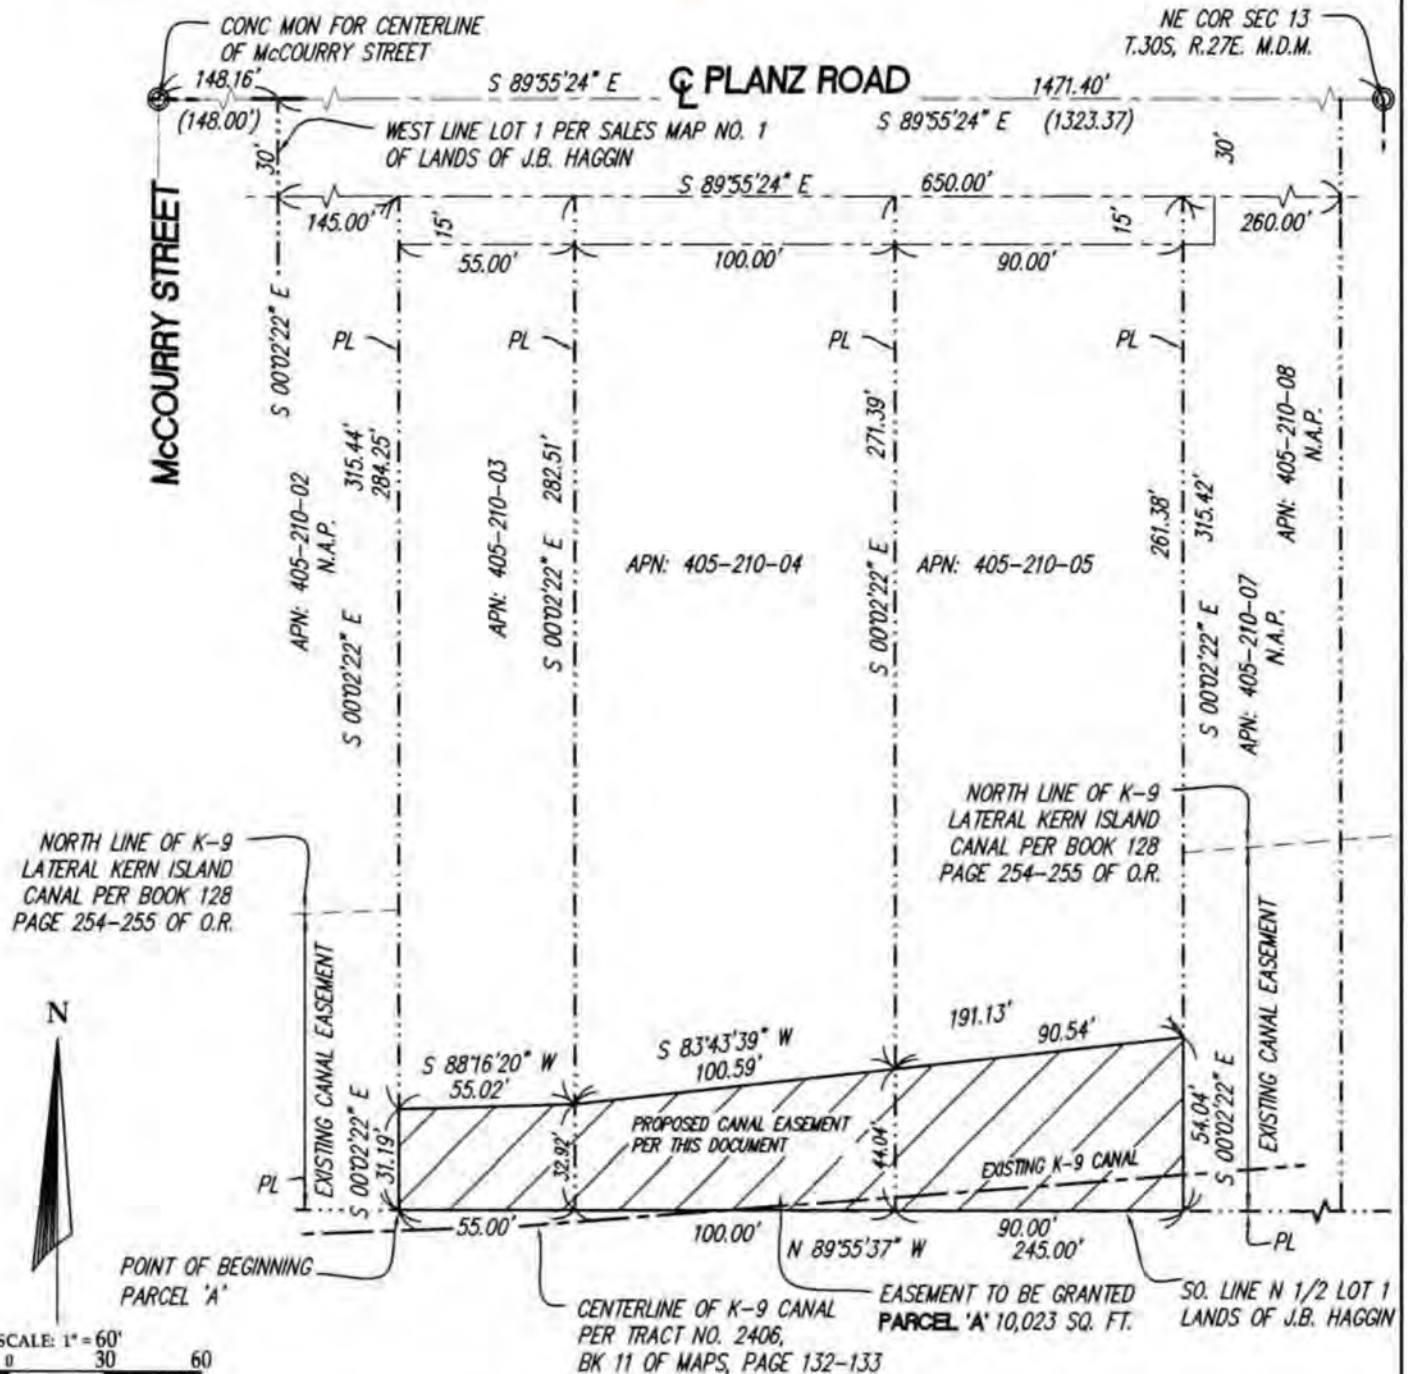 CONC MON FOR CENTERLINE
OF McCOURRY STREET
NE COR SEC 13
T.30S, R.27E. M.D.M.
148.16'
(148.00')
S 89°55'24" E
℄ PLANZ ROAD
1471.40'
S 89°55'24" E (1323.37)
30'
WEST LINE LOT 1 PER SALES MAP NO. 1
OF LANDS OF J.B. HAGGIN
30'
McCOURRY STREET
S 89°55'24" E
650.00'
145.00'
15'
15'
260.00'
55.00'
100.00'
90.00'
S 00°02'22" E
PL
PL
PL
APN: 405-210-02
N.A.P.
315.44'
284.25'
S 00°02'22" E
APN: 405-210-03
282.51'
S 00°02'22" E
APN: 405-210-04
271.39'
S 00°02'22" E
APN: 405-210-05
261.38'
315.42'
S 00°02'22" E
APN: 405-210-07
N.A.P.
APN: 405-210-08
N.A.P.
NORTH LINE OF K-9
LATERAL KERN ISLAND
CANAL PER BOOK 128
PAGE 254-255 OF O.R.
NORTH LINE OF K-9
LATERAL KERN ISLAND
CANAL PER BOOK 128
PAGE 254-255 OF O.R.
N
EXISTING CANAL EASEMENT
PL
S 00°02'22" E
31.19'
S 88°16'20" W
55.02'
S 83°43'39" W
100.59'
191.13'
90.54'
PROPOSED CANAL EASEMENT
PER THIS DOCUMENT
32.92'
44.04'
EXISTING K-9 CANAL
54.04'
S 00°02'22" E
EXISTING CANAL EASEMENT
PL
55.00'
100.00'
90.00'
245.00'
N 89°55'37" W
POINT OF BEGINNING
PARCEL 'A'
CENTERLINE OF K-9 CANAL
PER TRACT NO. 2406,
BK 11 OF MAPS, PAGE 132-133
EASEMENT TO BE GRANTED
PARCEL 'A' 10,023 SQ. FT.
SO. LINE N 1/2 LOT 1
LANDS OF J.B. HAGGIN
SCALE: 1" = 60'
0 30 60